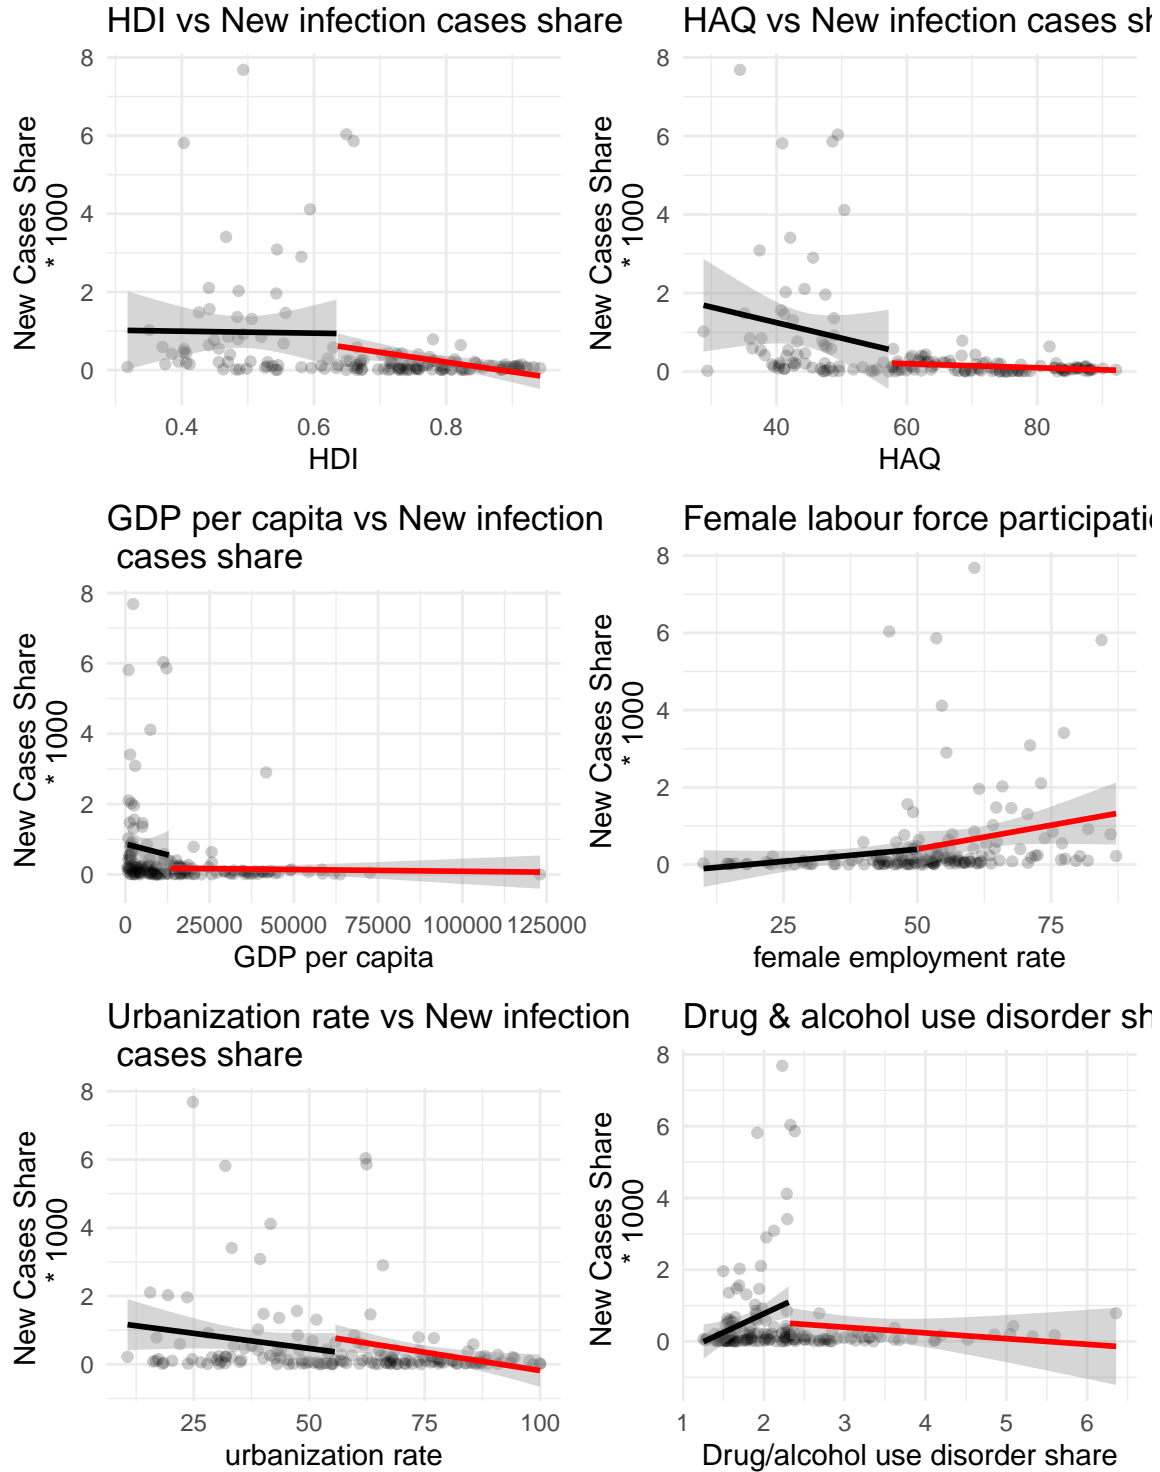 HDI vs New infection cases share
8
6
4
2
0
New Cases Share
* 1000
0.4 0.6 0.8
HDI
HAQ vs New infection cases sh
8
6
4
2
0
New Cases Share
* 1000
40 60 80
HAQ
GDP per capita vs New infection
cases share
8
6
4
2
0
New Cases Share
* 1000
0 25000 50000 75000 100000 125000
GDP per capita
Female labour force participatio
8
6
4
2
0
New Cases Share
* 1000
25 50 75
female employment rate
Urbanization rate vs New infection
cases share
8
6
4
2
0
New Cases Share
* 1000
25 50 75 100
urbanization rate
Drug & alcohol use disorder sh
8
6
4
2
0
New Cases Share
* 1000
1 2 3 4 5 6
Drug/alcohol use disorder share